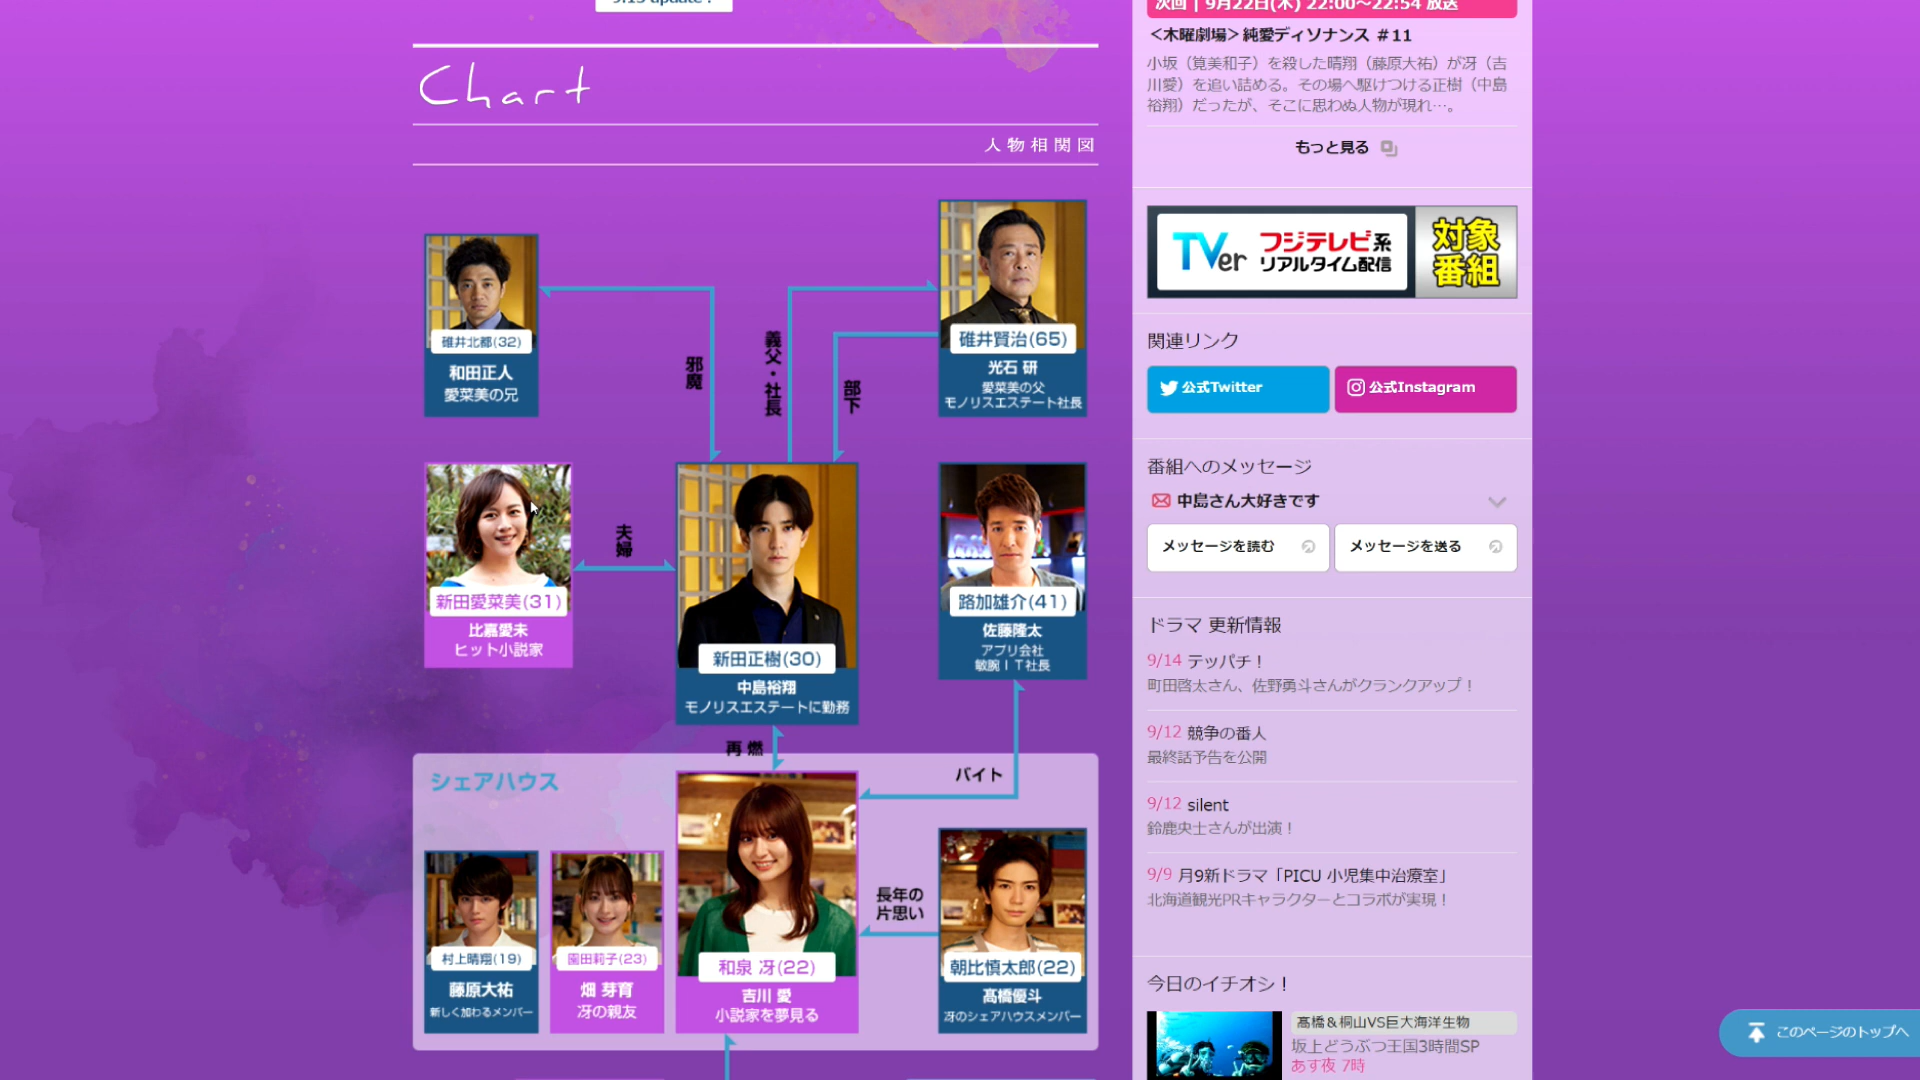 9.15 update !
Chart
人物相関図
碓井北都(32)
和田正人
愛菜美の兄
邪魔
義父・社長
部下
碓井賢治(65)
光石 研
愛菜美の父
モノリスエステート社長
新田愛菜美(31)
比嘉愛未
ヒット小説家
夫婦
新田正樹(30)
中島裕翔
モノリスエステートに勤務
路加雄介(41)
佐藤隆太
アプリ会社
敏腕IT社長
再燃
バイト
シェアハウス
村上晴翔(19)
藤原大祐
新しく加わるメンバー
園田莉子(23)
畑 芽育
冴の親友
和泉 冴(22)
吉川 愛
小説家を夢見る
長年の
片思い
朝比慎太郎(22)
髙橋優斗
冴のシェアハウスメンバー
次回 | 9月22日(木) 22:00〜22:54 放送
<木曜劇場>純愛ディソナンス #11
小坂（筧美和子）を殺した晴翔（藤原大祐）が冴（吉
川愛）を追い詰める。その場へ駆けつける正樹（中島
裕翔）だったが、そこに思わぬ人物が現れ…。
もっと見る
TVer フジテレビ系
リアルタイム配信
対象
番組
関連リンク
公式Twitter
公式Instagram
番組へのメッセージ
中島さん大好きです
メッセージを読む
メッセージを送る
ドラマ 更新情報
9/14 テッパチ！
町田啓太さん、佐野勇斗さんがクランクアップ！
9/12 競争の番人
最終話予告を公開
9/12 silent
鈴鹿央士さんが出演！
9/9 月9新ドラマ「PICU 小児集中治療室」
北海道観光PRキャラクターとコラボが実現！
今日のイチオシ！
髙橋＆桐山VS巨大海洋生物
坂上どうぶつ王国3時間SP
あす夜 7時
このページのトップへ